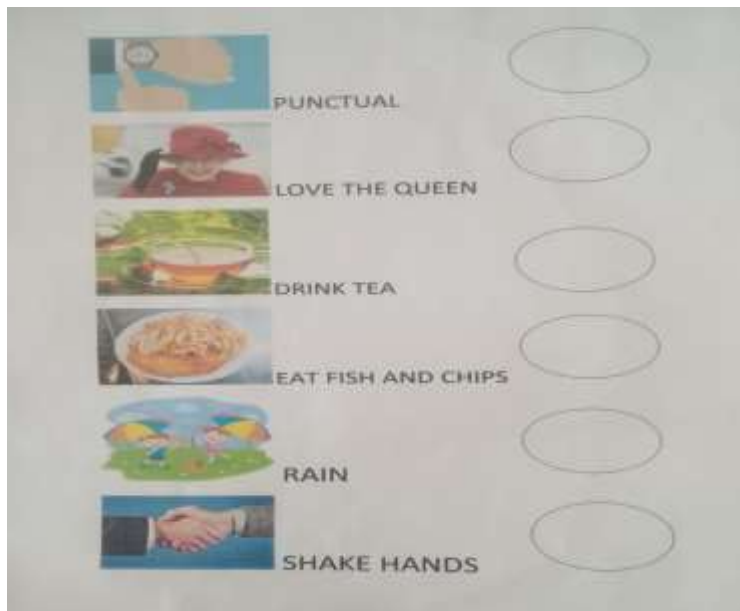 PUNCTUAL
LOVE THE QUEEN
DRINK TEA
EAT FISH AND CHIPS
RAIN
SHAKE HANDS